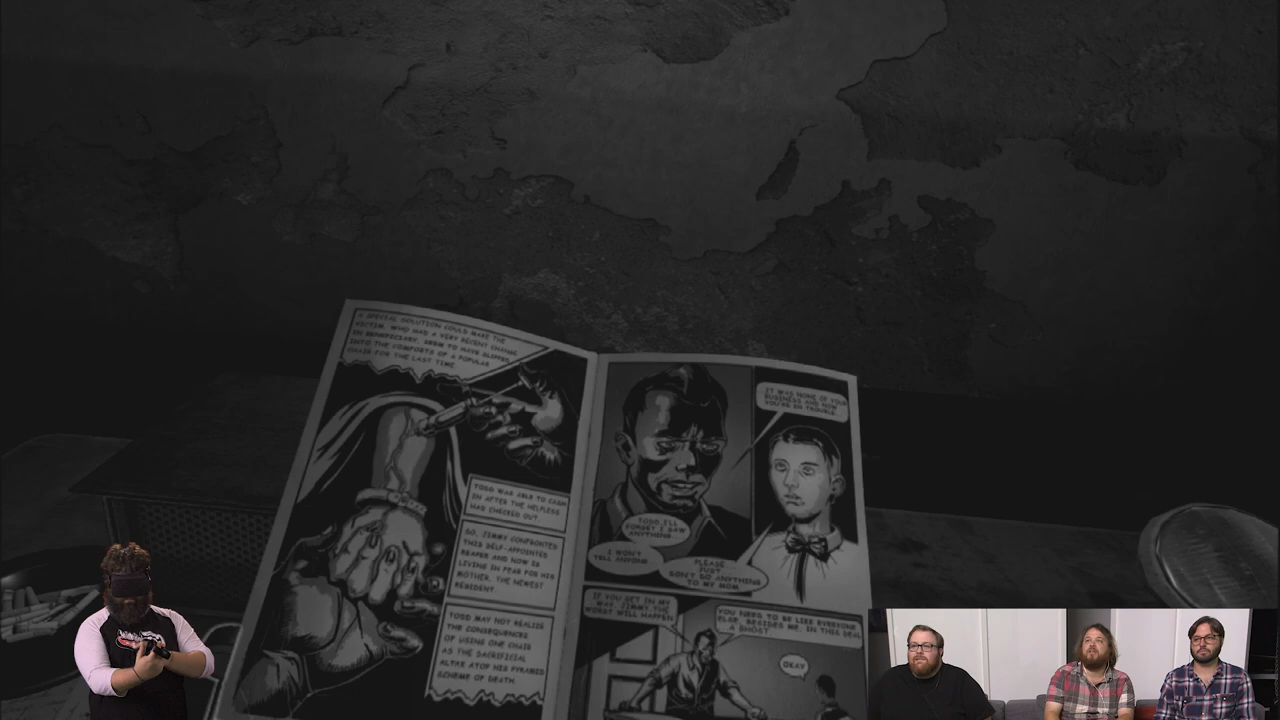 A SPECIAL SOLUTION COULD MAKE THE
VICTIM, WHO HAD A VERY RECENT CHANGE
IN BENEFICIARY, SEEM TO HAVE SLIPPED
INTO THE COMFORTS OF A POPULAR
CHAIR FOR THE LAST TIME.
TODD WAS ABLE TO CASH
IN AFTER THE HELPLESS
HAS CHECKED OUT
SO, JIMMY CONFRONTS
THIS SELF-APPOINTED
REAPER AND NOW IS
LIVING IN FEAR FOR HIS
MOTHER, THE NEWEST
RESIDENT.
TODD MAY NOT REALIZE
THE CONSEQUENCES
OF USING ONE CHAIR
AS THE SACRIFICIAL
ALTAR ATOP HIS PYRAMID
SCHEME OF DEATH.
IT WAS NONE OF YOUR
BUSINESS AND NOW
YOU'RE IN TROUBLE.
TODD, I'LL
FORGET I SAW
ANYTHING.
I WON'T
TELL ANYONE.
PLEASE
JUST
DON'T DO ANYTHING
TO MY MOM.
IF YOU GET IN MY
WAY, JIMMY, THE
WORST WILL HAPPEN.
YOU NEED TO BE LIKE EVERYONE
ELSE, BESIDES ME, IN THIS DEAL
A GHOST
OKAY